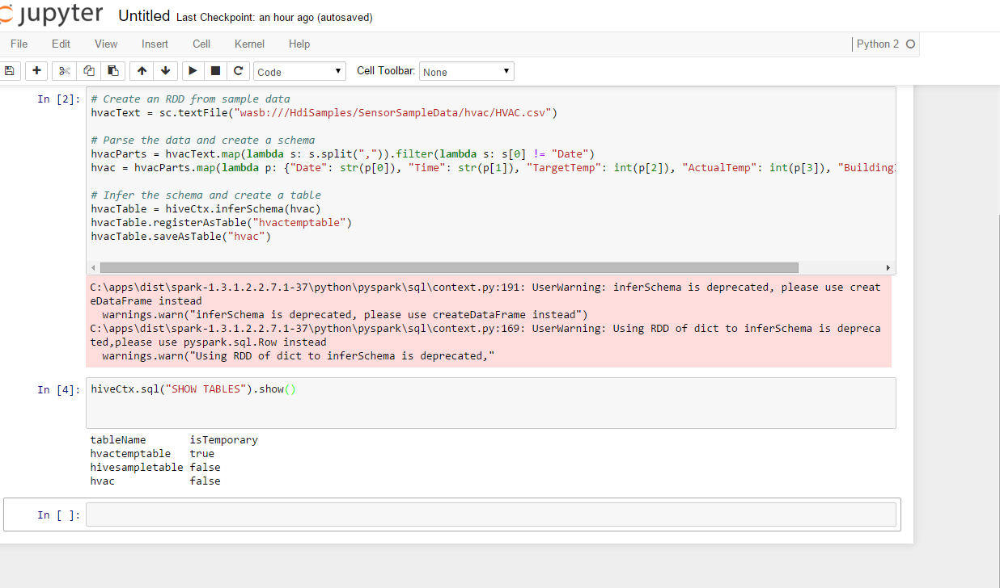 jupyter Untitled Last Checkpoint: an hour ago (autosaved)
File Edit View Insert Cell Kernel Help Python 2
Code Cell Toolbar: None
In [2]: # Create an RDD from sample data
hvacText = sc.textFile("wasb:///HdiSamples/SensorSampleData/hvac/HVAC.csv")
# Parse the data and create a schema
hvacParts = hvacText.map(lambda s: s.split(",")).filter(lambda s: s[0] != "Date")
hvac = hvacParts.map(lambda p: {"Date": str(p[0]), "Time": str(p[1]), "TargetTemp": int(p[2]), "ActualTemp": int(p[3]), "Building
# Infer the schema and create a table
hvacTable = hiveCtx.inferSchema(hvac)
hvacTable.registerAsTable("hvactemptable")
hvacTable.saveAsTable("hvac")
C:\apps\dist\spark-1.3.1.2.2.7.1-37\python\pyspark\sql\context.py:191: UserWarning: inferSchema is deprecated, please use creat
eDataFrame instead
warnings.warn("inferSchema is deprecated, please use createDataFrame instead")
C:\apps\dist\spark-1.3.1.2.2.7.1-37\python\pyspark\sql\context.py:169: UserWarning: Using RDD of dict to inferSchema is depreca
ted,please use pyspark.sql.Row instead
warnings.warn("Using RDD of dict to inferSchema is deprecated,"
In [4]: hiveCtx.sql("SHOW TABLES").show()
tableName isTemporary
hvactemptable true
hivesampletable false
hvac false
In [ ]: